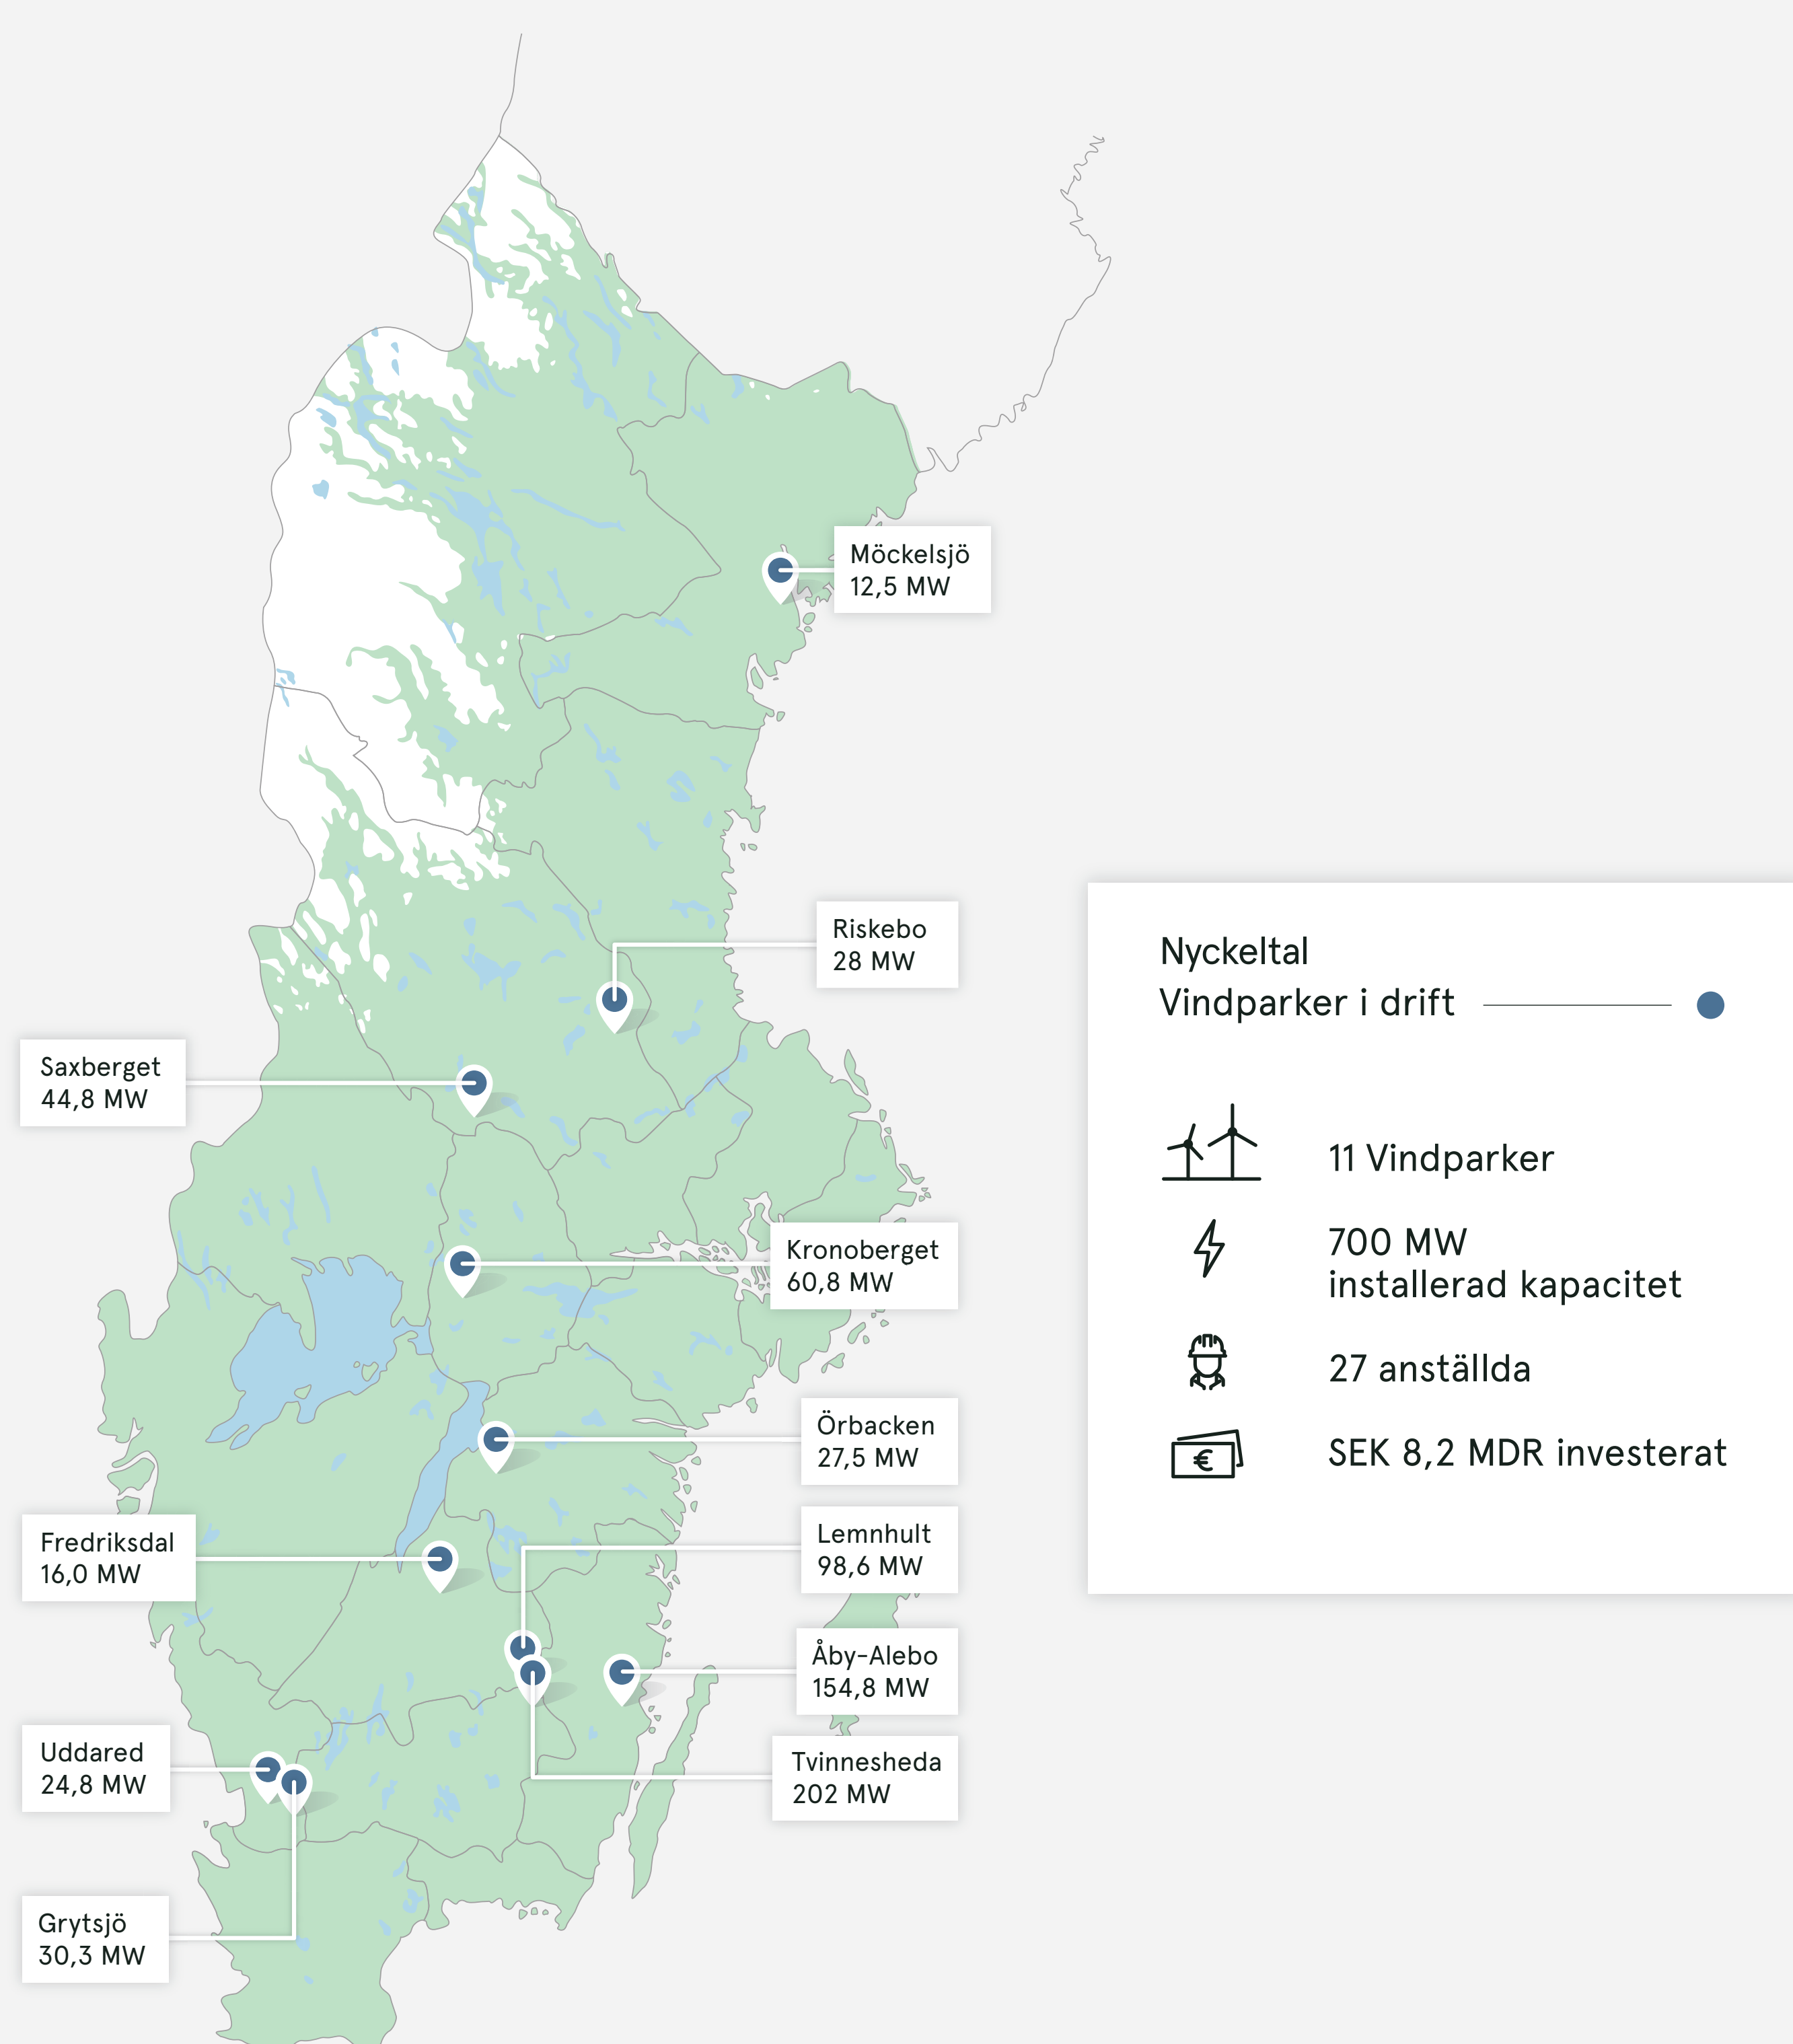 Möckelsjö
12,5 MW
Riskebo
28 MW
Saxberget
44,8 MW
Kronoberget
60,8 MW
Örbacken
27,5 MW
Fredriksdal
16,0 MW
Lemnhult
98,6 MW
Åby-Alebo
154,8 MW
Uddared
24,8 MW
Tvinnesheda
202 MW
Grytsjö
30,3 MW
Nyckeltal
Vindparker i drift
11 Vindparker
700 MW
installerad kapacitet
27 anställda
€
SEK 8,2 MDR investerat